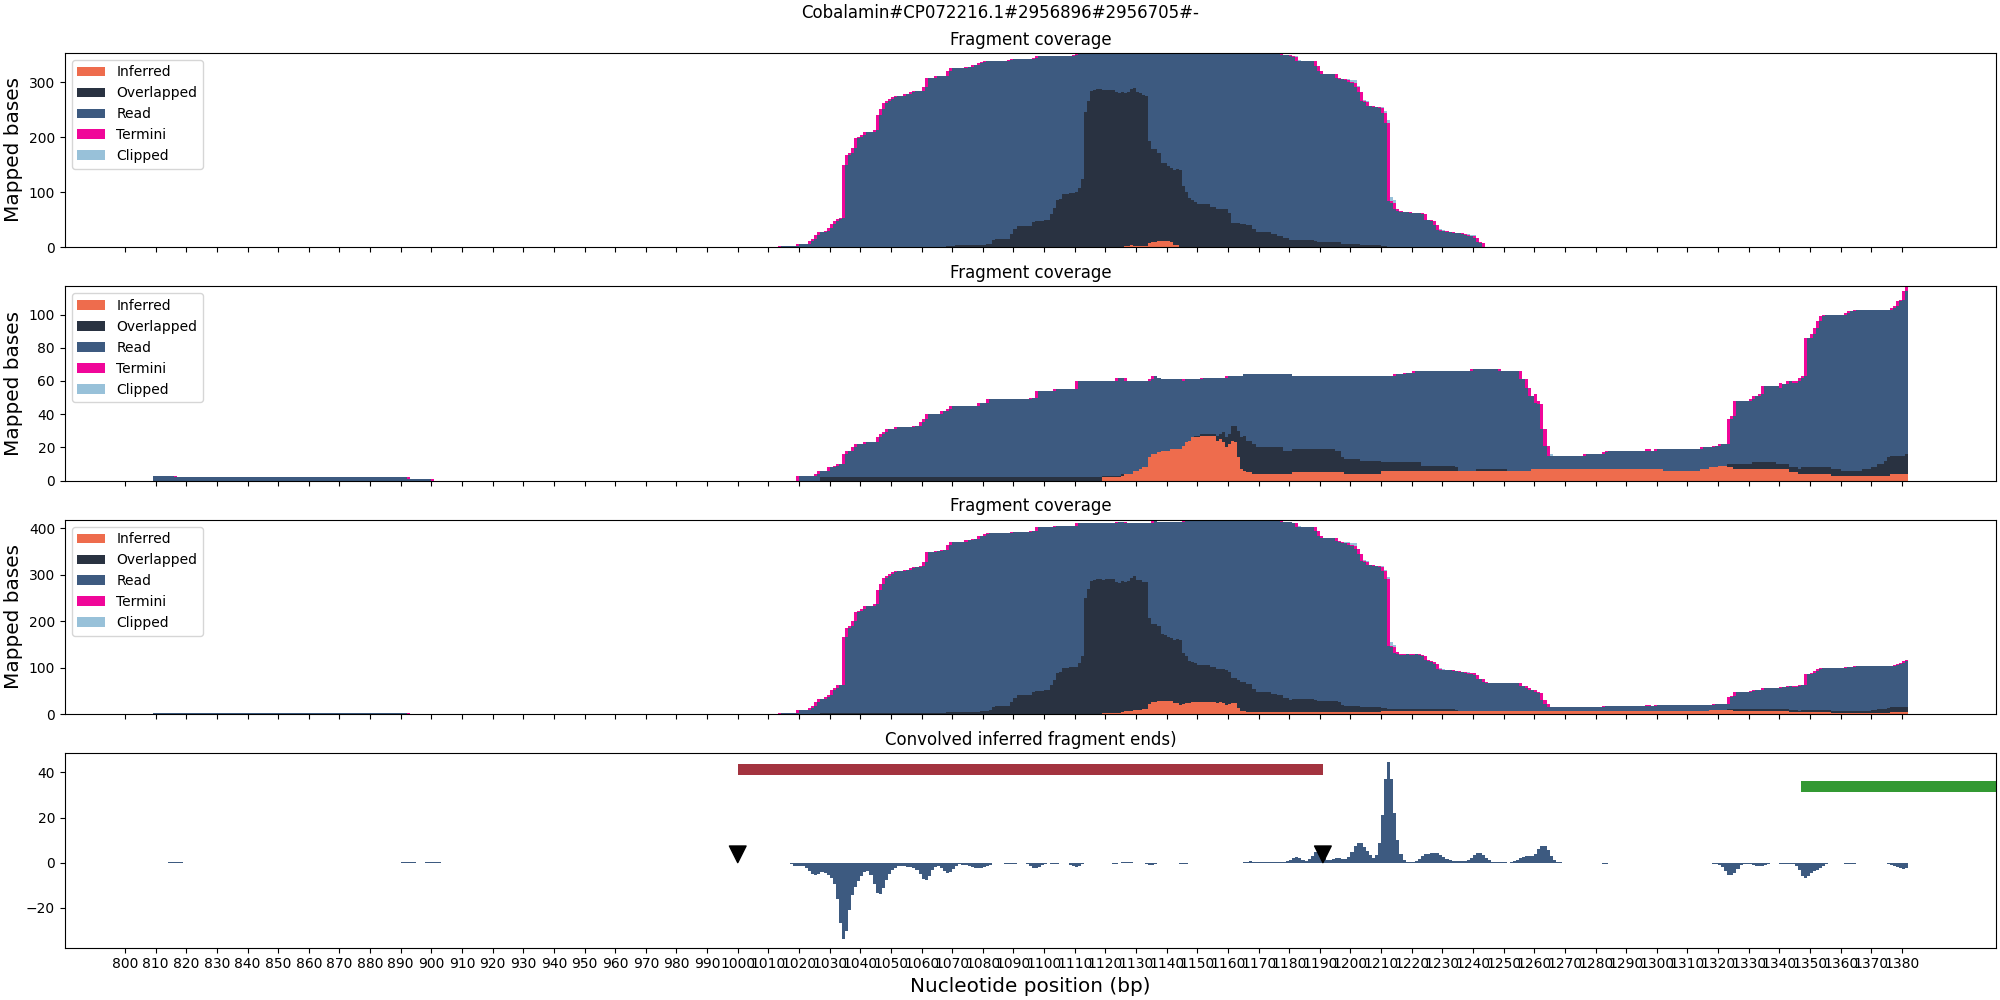 Cobalamin#CP072216.1#2956896#2956705#-
Fragment coverage
Mapped bases
300
200
100
0
Inferred
Overlapped
Read
Termini
Clipped
Fragment coverage
Mapped bases
100
80
60
40
20
0
Inferred
Overlapped
Read
Termini
Clipped
Fragment coverage
Mapped bases
400
300
200
100
0
Inferred
Overlapped
Read
Termini
Clipped
Convolved inferred fragment ends)
40
20
0
−20
800 810 820 830 840 850 860 870 880 890 900 910 920 930 940 950 960 970 980 990 1000 1010 1020 1030 1040 1050 1060 1070 1080 1090 1100 1110 1120 1130 1140 1150 1160 1170 1180 1190 1200 1210 1220 1230 1240 1250 1260 1270 1280 1290 1300 1310 1320 1330 1340 1350 1360 1370 1380
Nucleotide position (bp)